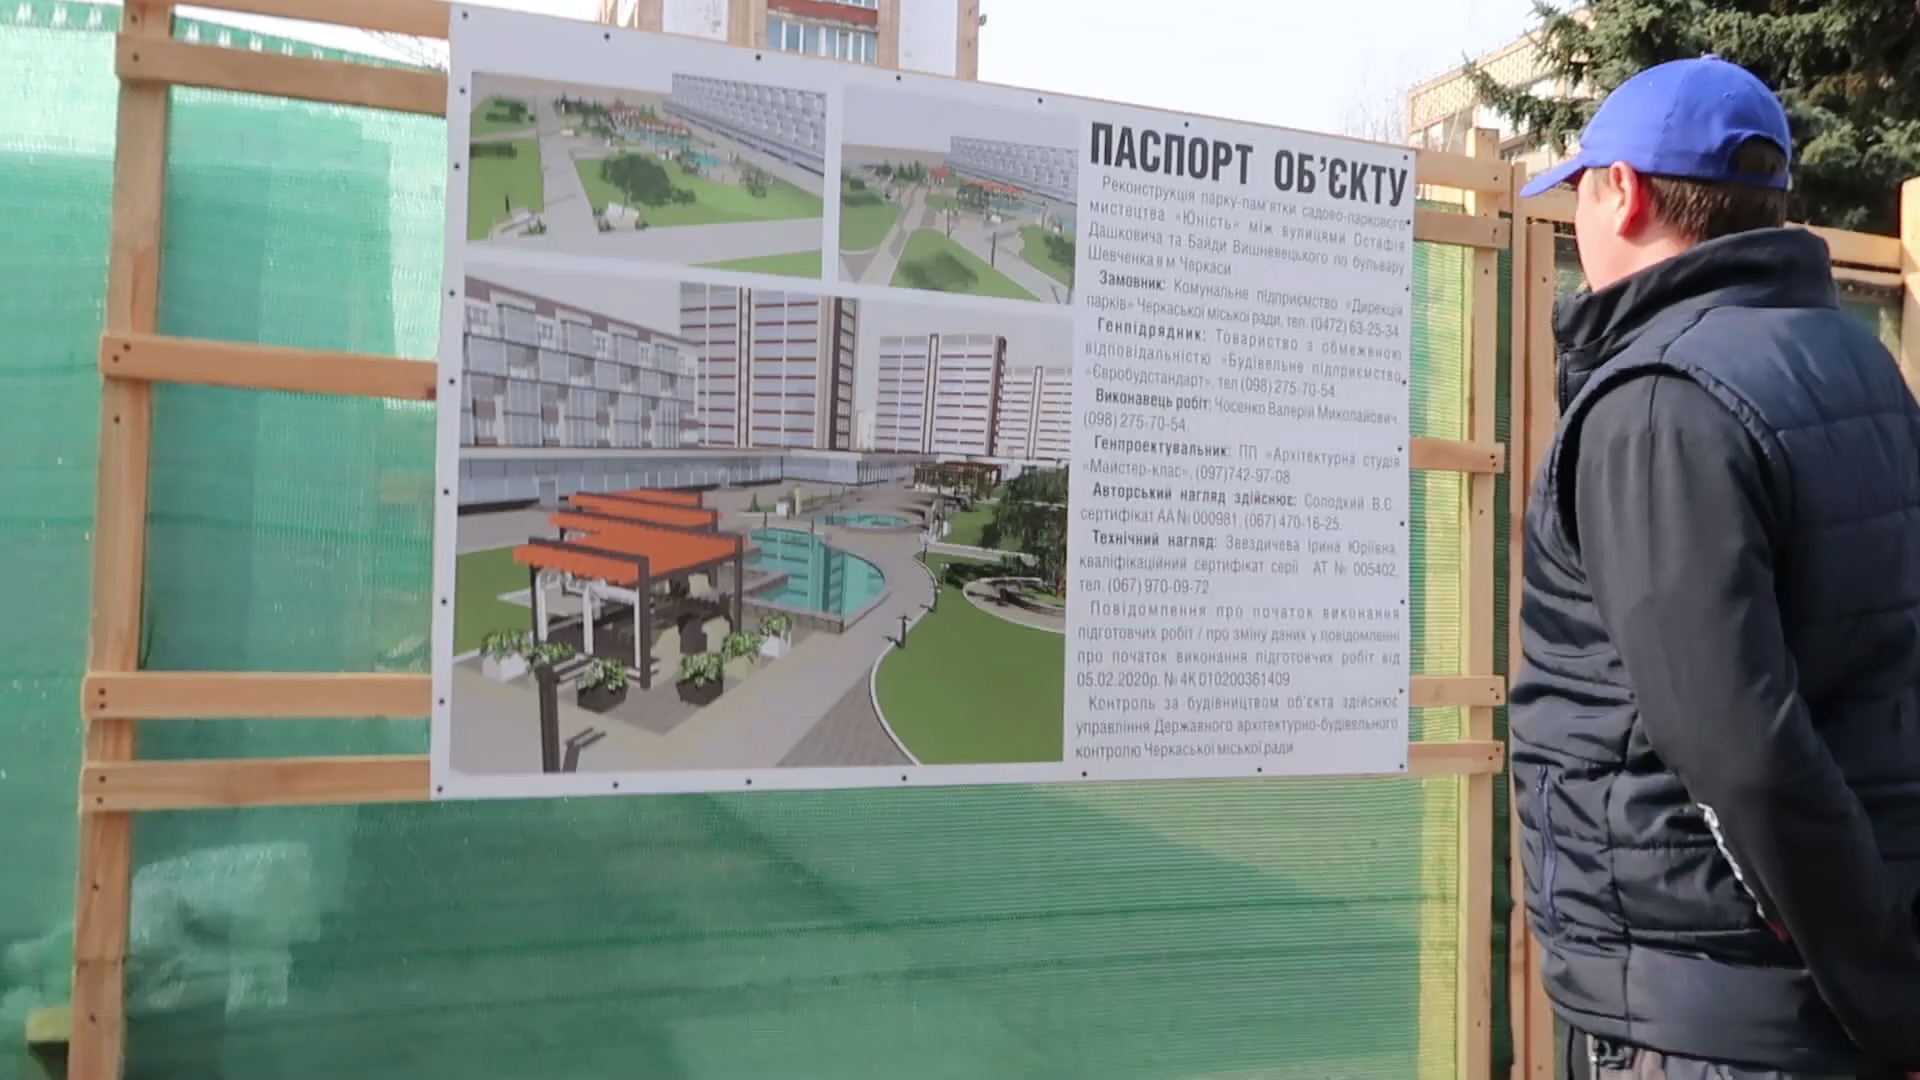 ПАСПОРТ ОБ'ЄКТУ
Реконструкція парку-пам'ятки садово-паркового
мистецтва «Юність» між вулицями Остафія
Дашковича та Байди Вишневецького по бульвару
Шевченка в м.Черкаси
Замовник: Комунальне підприємство «Дирекція
парків» Черкаської міської ради, тел. (0472) 63-25-34
Генпідрядник: Товариство з обмеженою
відповідальністю «Будівельне підприємство
«Євробудстандарт», тел (098) 275-70-54.
Виконавець робіт: Чосенко Валерій Миколайович,
(098) 275-70-54.
Генпроектувальник: ПП «Архітектурна студія
«Майстер-клас», (097)742-97-08
Авторський нагляд здійснює: Солодкий В.Є.
сертифікат АА № 000981, (067) 470-16-25.
Технічний нагляд: Звездичева Ірина Юріївна,
кваліфікаційний сертифікат серії АТ № 005402,
тел. (067) 970-09-72
Повідомлення про початок виконання
підготовчих робіт / про зміну даних у повідомленні
про початок виконання підготовчих робіт від
05.02.2020р. № 4К 010200361409
Контроль за будівництвом об'єкта здійснює
управління Державного архітектурно-будівельного
контролю Черкаської міської ради